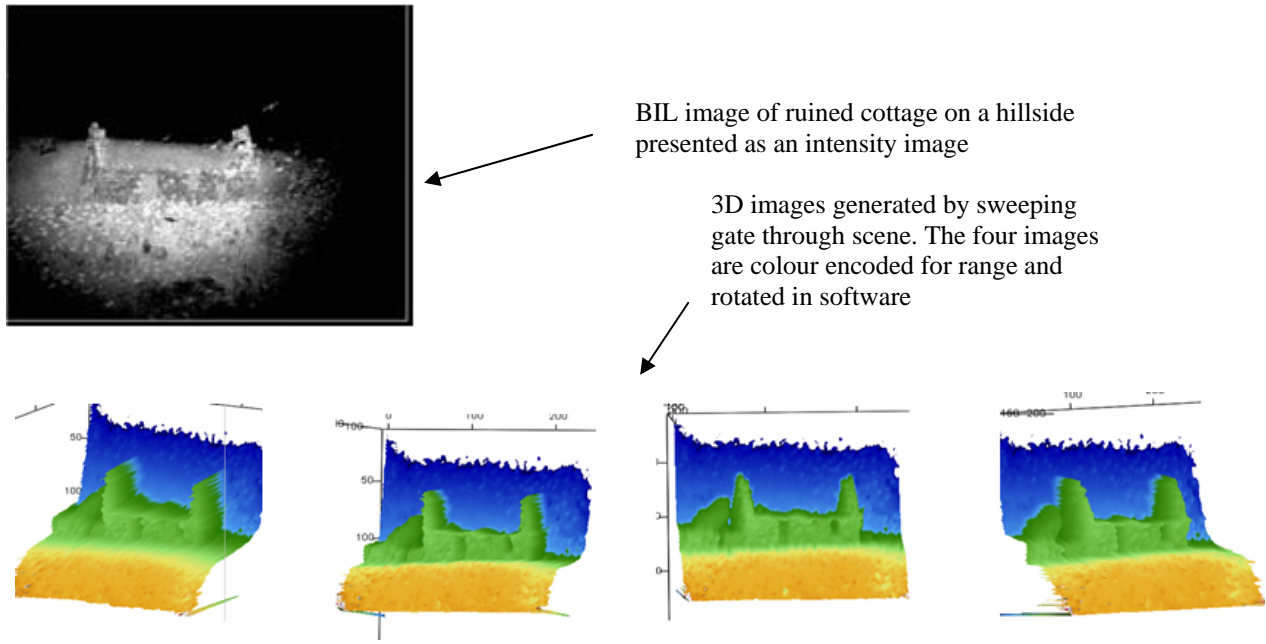 BIL image of ruined cottage on a hillside
presented as an intensity image
3D images generated by sweeping
gate through scene. The four images
are colour encoded for range and
rotated in software
50
100
0
100
200
100
50
100
0
100
200